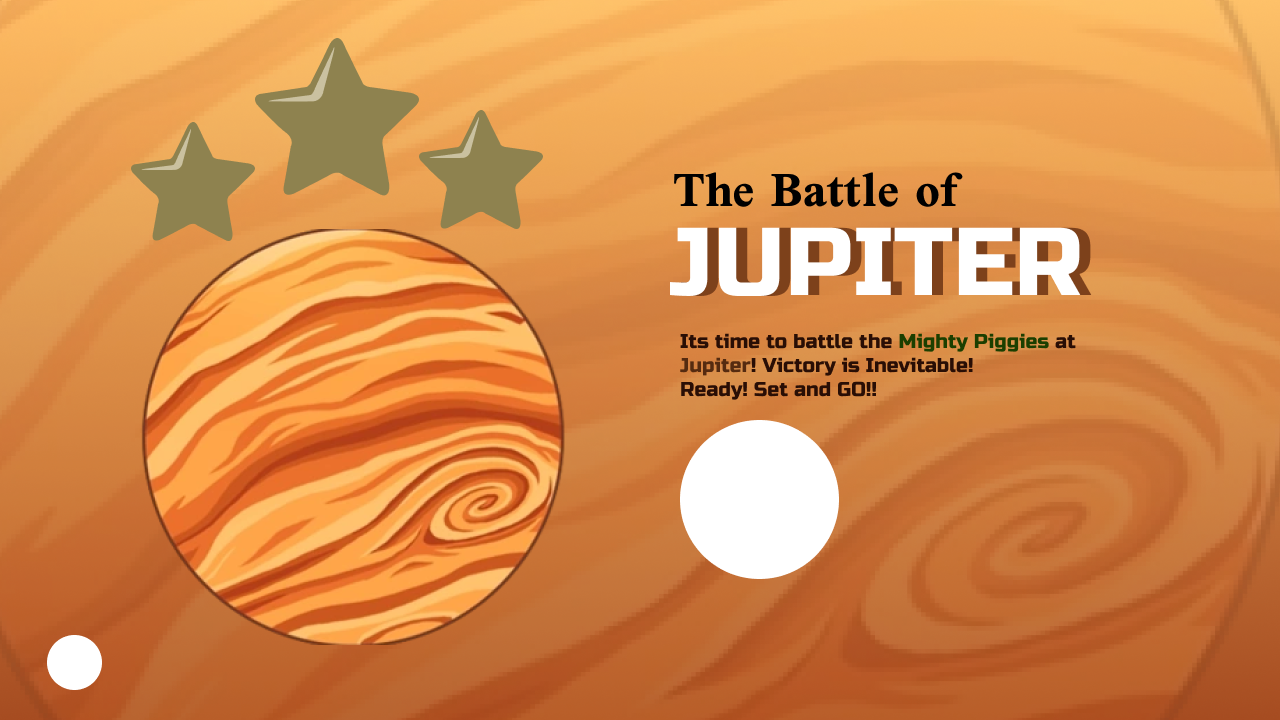 The Battle of
JUPITER
Its time to battle the Mighty Piggies at
Jupiter! Victory is Inevitable!
Ready! Set and GO!!